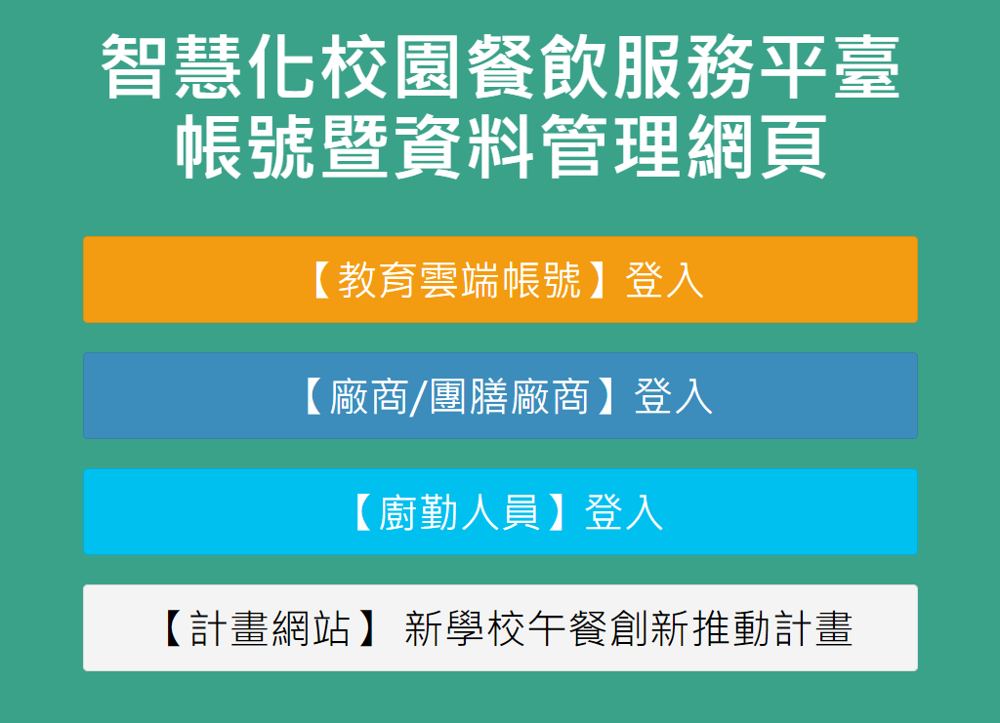 智慧化校園餐飲服務平臺
帳號暨資料管理網頁
【教育雲端帳號】登入
【廠商/團膳廠商】登入
【廚勤人員】登入
【計畫網站】 新學校午餐創新推動計畫